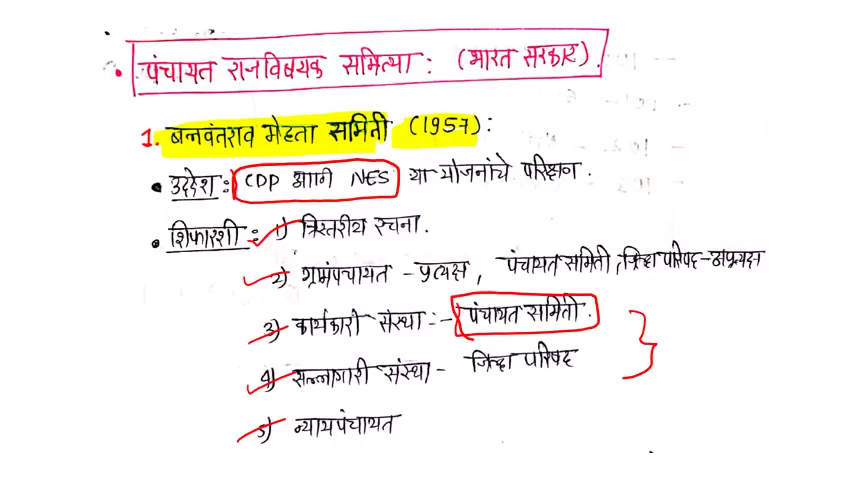 • पंचायत राजविषयक समित्या : (भारत सरकार)
1. बलवंतराव मेहता समिती (1957) :
• उद्देश : CDP आणि NES या योजनांचे परिक्षण.
• शिफारशी :- 1) त्रिस्तरीय रचना.
2) ग्रामपंचायत - प्रत्यक्ष, पंचायत समिती, जिल्हा परिषद - अप्रत्यक्ष
3) कार्यकारी संस्था :- पंचायत समिती.
4) सल्लागारी संस्था - जिल्हा परिषद
5) न्यायपंचायत